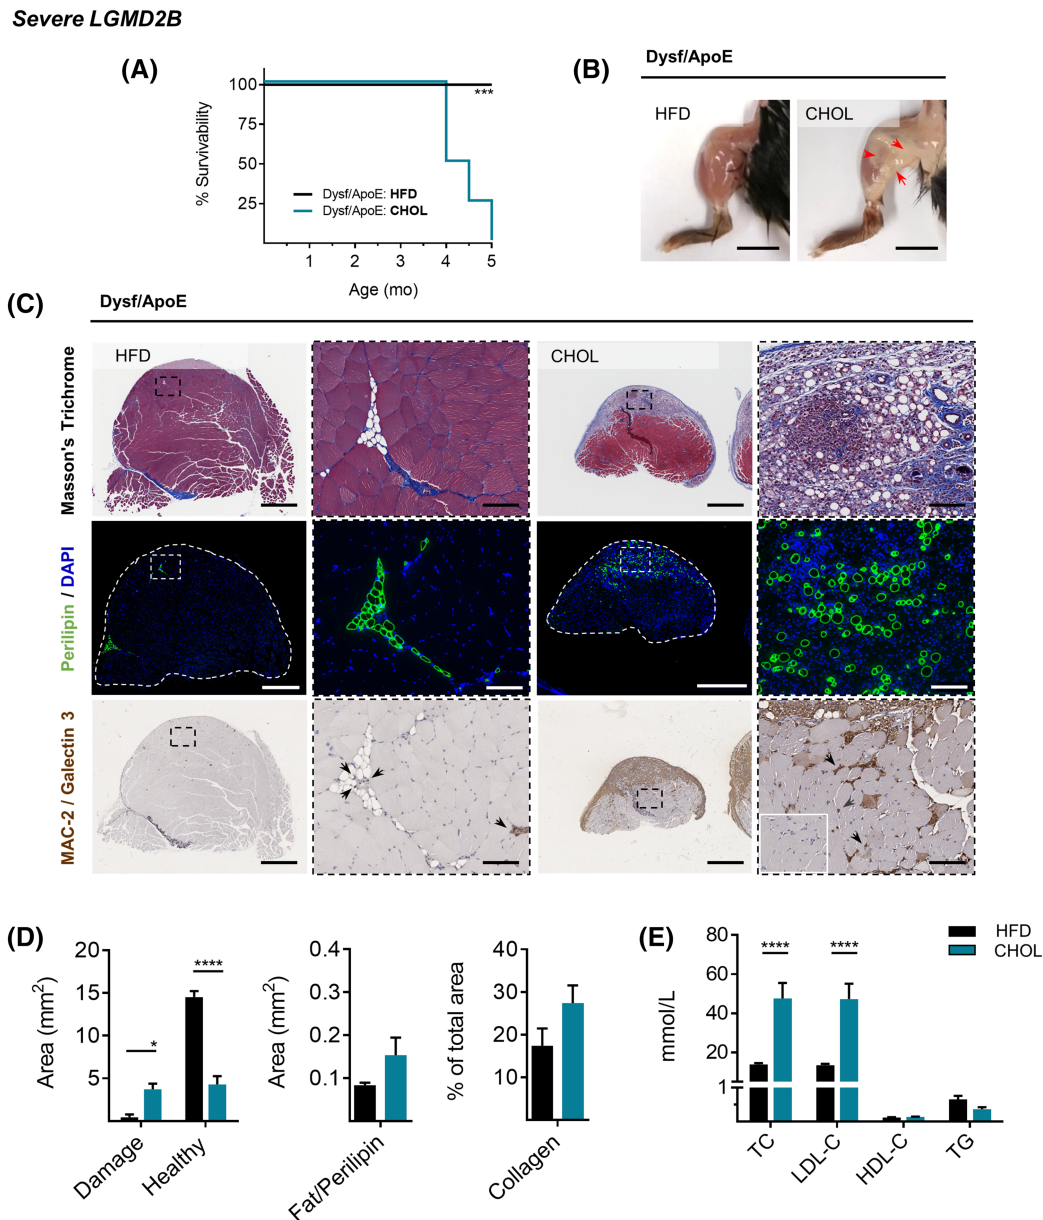 Severe LGMD2B
(A)
% Survivability
100
75
50
25
***
Dysf/ApoE: HFD
Dysf/ApoE: CHOL
1 2 3 4 5
Age (mo)
(B)
Dysf/ApoE
HFD
CHOL
(C)
Dysf/ApoE
Masson's Trichrome
HFD
CHOL
Perilipin / DAPI
MAC-2 / Galectin 3
(D)
Area (mm²)
20
15
10
5
*
****
Damage
Healthy
Area (mm²)
0.4
0.3
0.2
0.1
Fat/Perilipin
% of total area
40
30
20
10
Collagen
(E)
mmol/L
80
60
40
20
1
****
****
HFD
CHOL
TC
LDL-C
HDL-C
TG